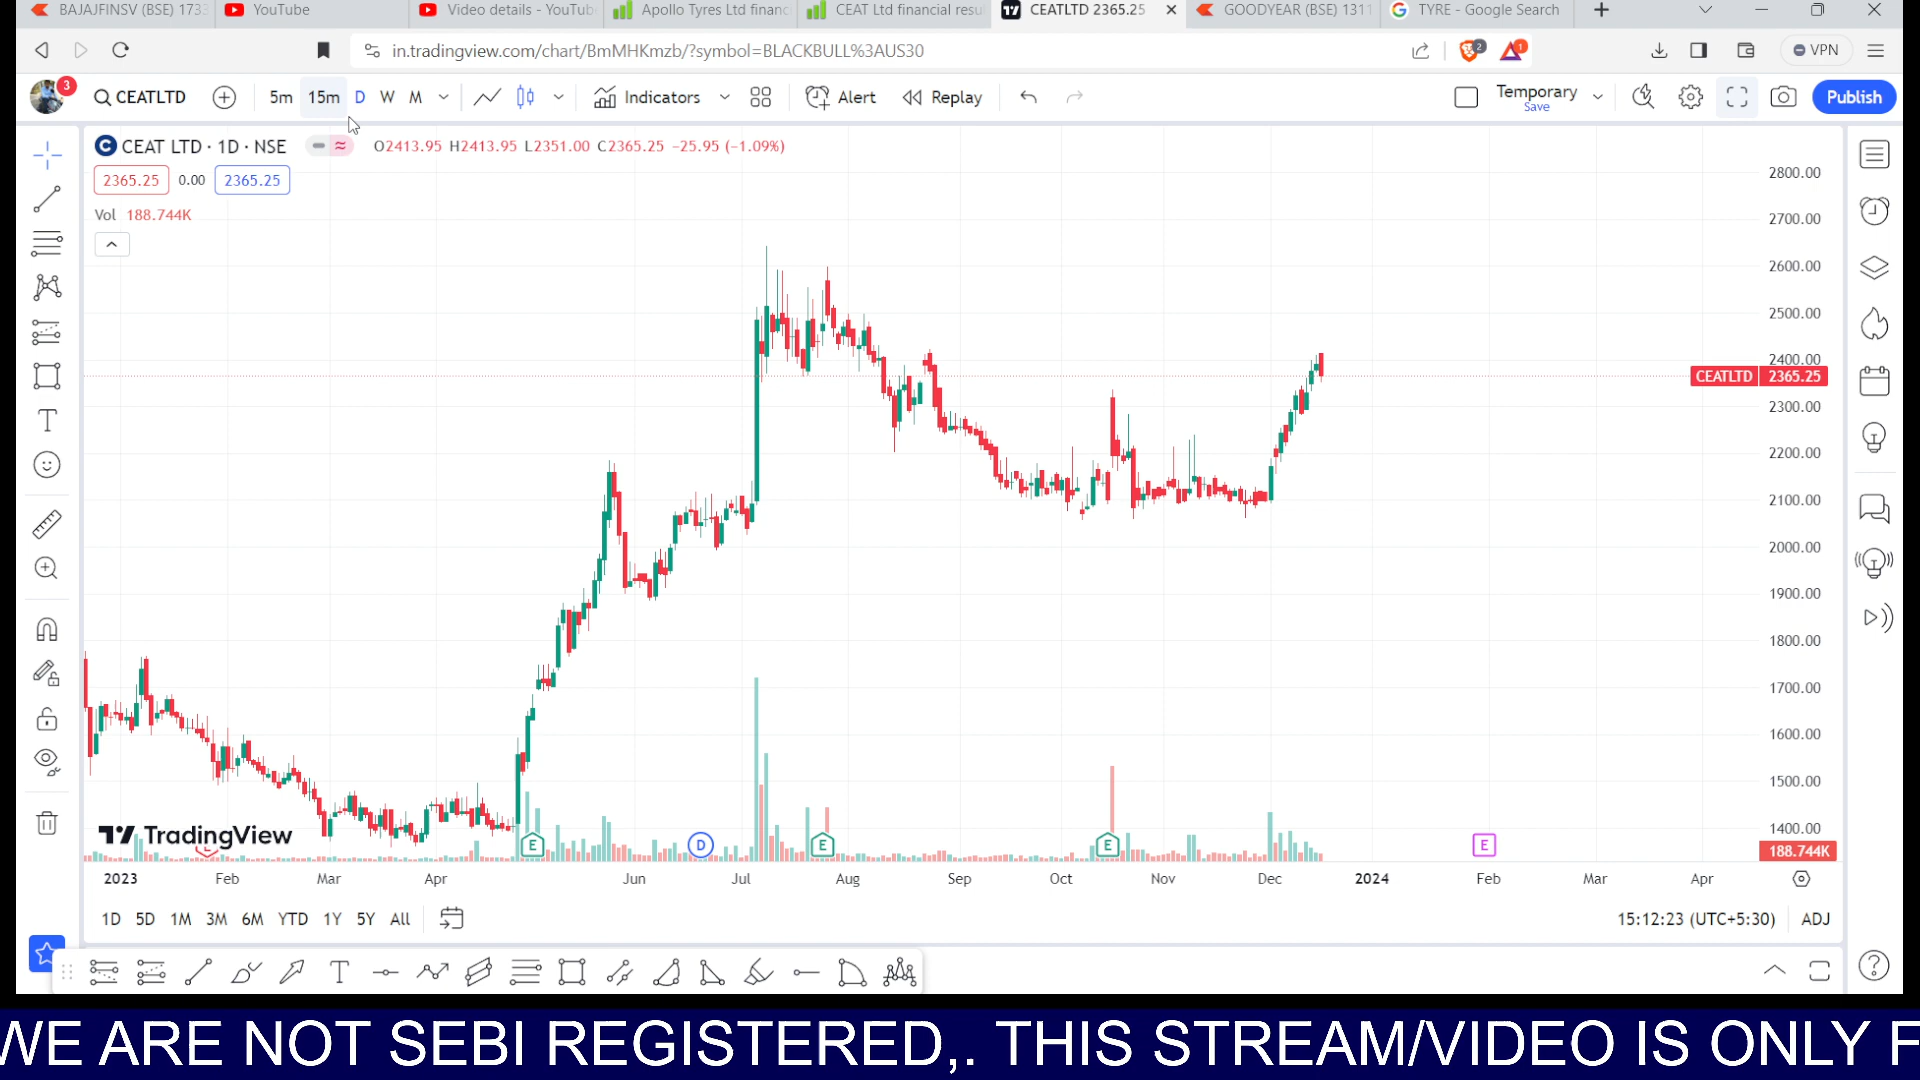 BAJAJFINSV (BSE) 1733
YouTube
Video details - YouTub
Apollo Tyres Ltd financ
CEAT Ltd financial resu
CEATLTD 2365.25
GOODYEAR (BSE) 1311
TYRE - Google Search
in.tradingview.com/chart/BmMHKmzb/?symbol=BLACKBULL%3AUS30
2
1
VPN
3
CEATLTD
5m 15m D W M
Indicators
Alert
Replay
Temporary
Save
Publish
CEAT LTD · 1D · NSE
O2413.95 H2413.95 L2351.00 C2365.25 −25.95 (−1.09%)
2365.25 0.00 2365.25
Vol 188.744K
2800.00
2700.00
2600.00
2500.00
2400.00
CEATLTD 2365.25
2300.00
2200.00
2100.00
2000.00
1900.00
1800.00
1700.00
1600.00
1500.00
1400.00
188.744K
TradingView
E D E E E
2023 Feb Mar Apr Jun Jul Aug Sep Oct Nov Dec 2024 Feb Mar Apr
1D 5D 1M 3M 6M YTD 1Y 5Y All
15:12:23 (UTC+5:30) ADJ
WE ARE NOT SEBI REGISTERED,. THIS STREAM/VIDEO IS ONLY F